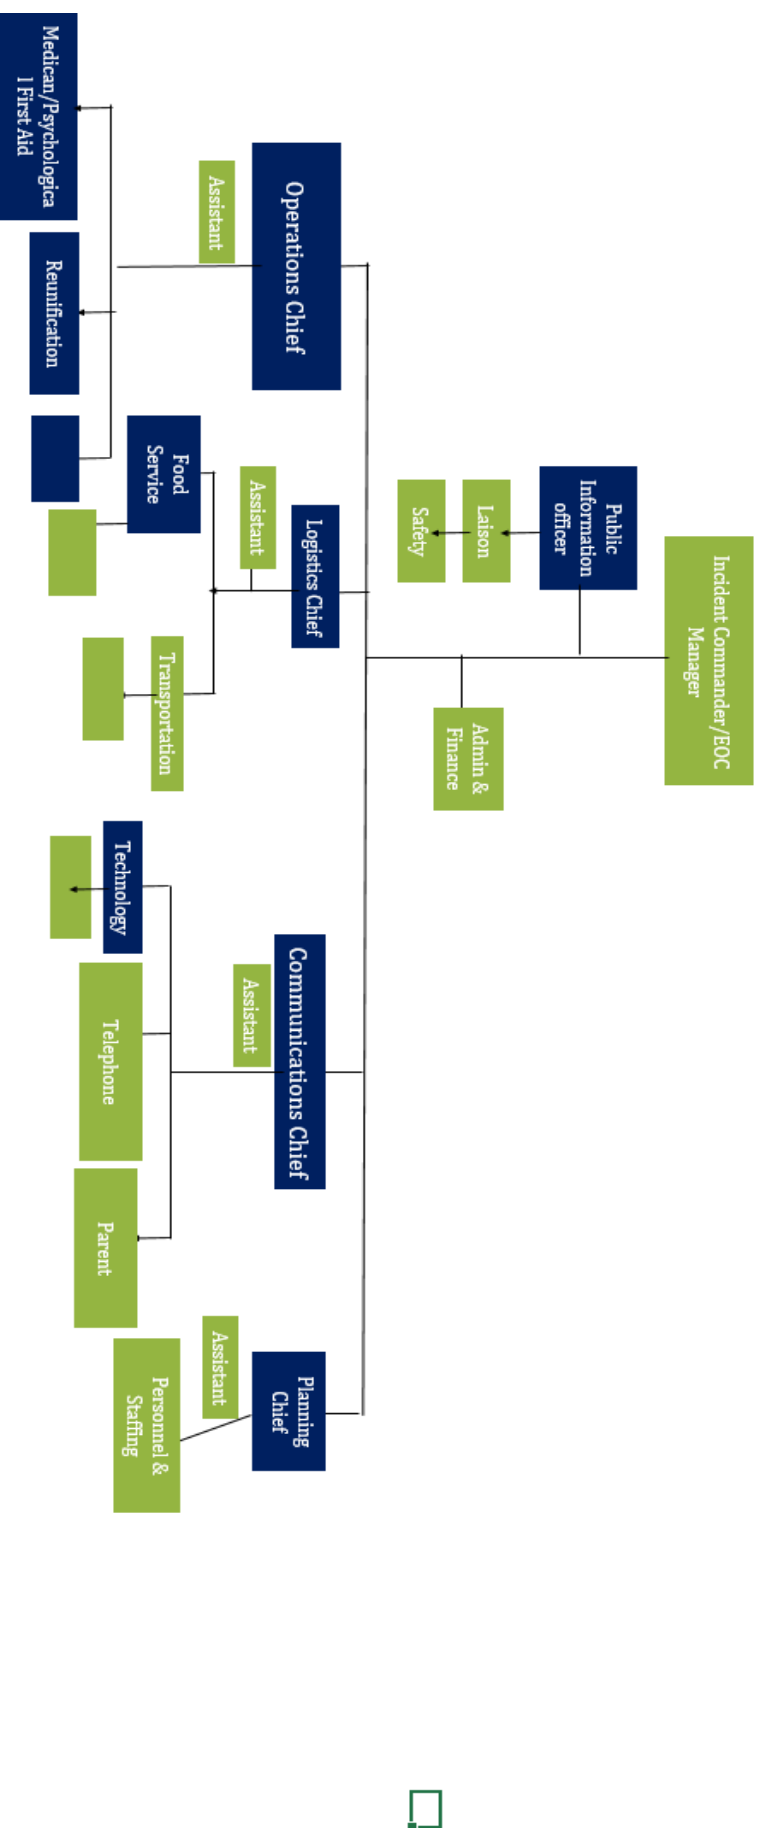 Incident Commander/EOC
Manager
Public
Information
officer
Laison
Safety
Admin &
Finance
Operations Chief
Assistant
Medican/Psychologica
l First Aid
Reunification
Logistics Chief
Assistant
Food
Service
Transportation
Communications Chief
Assistant
Technology
Telephone
Parent
Planning
Chief
Assistant
Personnel &
Staffing